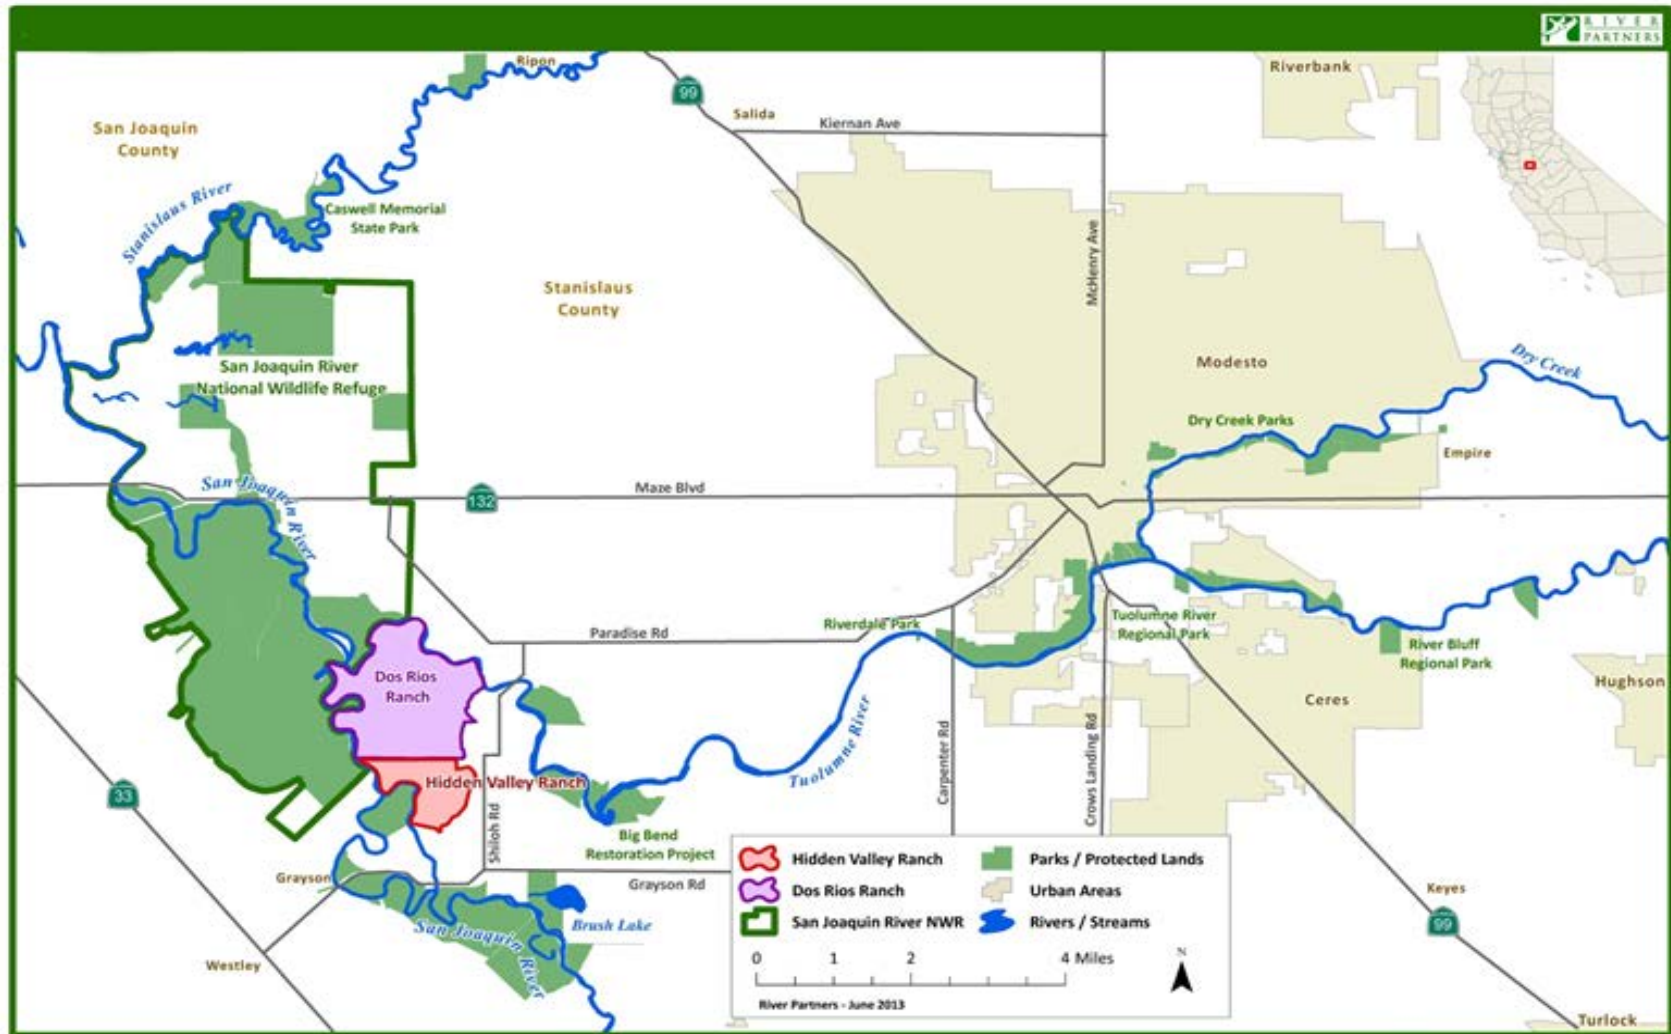 RIVER
PARTNERS
Ripon
99
Riverbank
Salida
Kiernan Ave
San Joaquin
County
Stanislaus River
Caswell Memorial
State Park
McHenry Ave
Stanislaus
County
San Joaquin River
National Wildlife Refuge
Modesto
Dry Creek
Dry Creek Parks
Empire
San Joaquin River
132
Maze Blvd
Paradise Rd
Riverdale Park
Tuolumne River
Regional Park
River Bluff
Regional Park
Hughson
Dos Rios
Ranch
Ceres
Tuolumne River
Carpenter Rd
Crows Landing Rd
33
Hidden Valley Ranch
Shiloh Rd
Big Bend
Restoration Project
Grayson
Grayson Rd
Brush Lake
San Joaquin River
Westley
Keyes
99
Turlock
Hidden Valley Ranch
Parks / Protected Lands
Dos Rios Ranch
Urban Areas
San Joaquin River NWR
Rivers / Streams
0 1 2 4 Miles
N
River Partners - June 2013